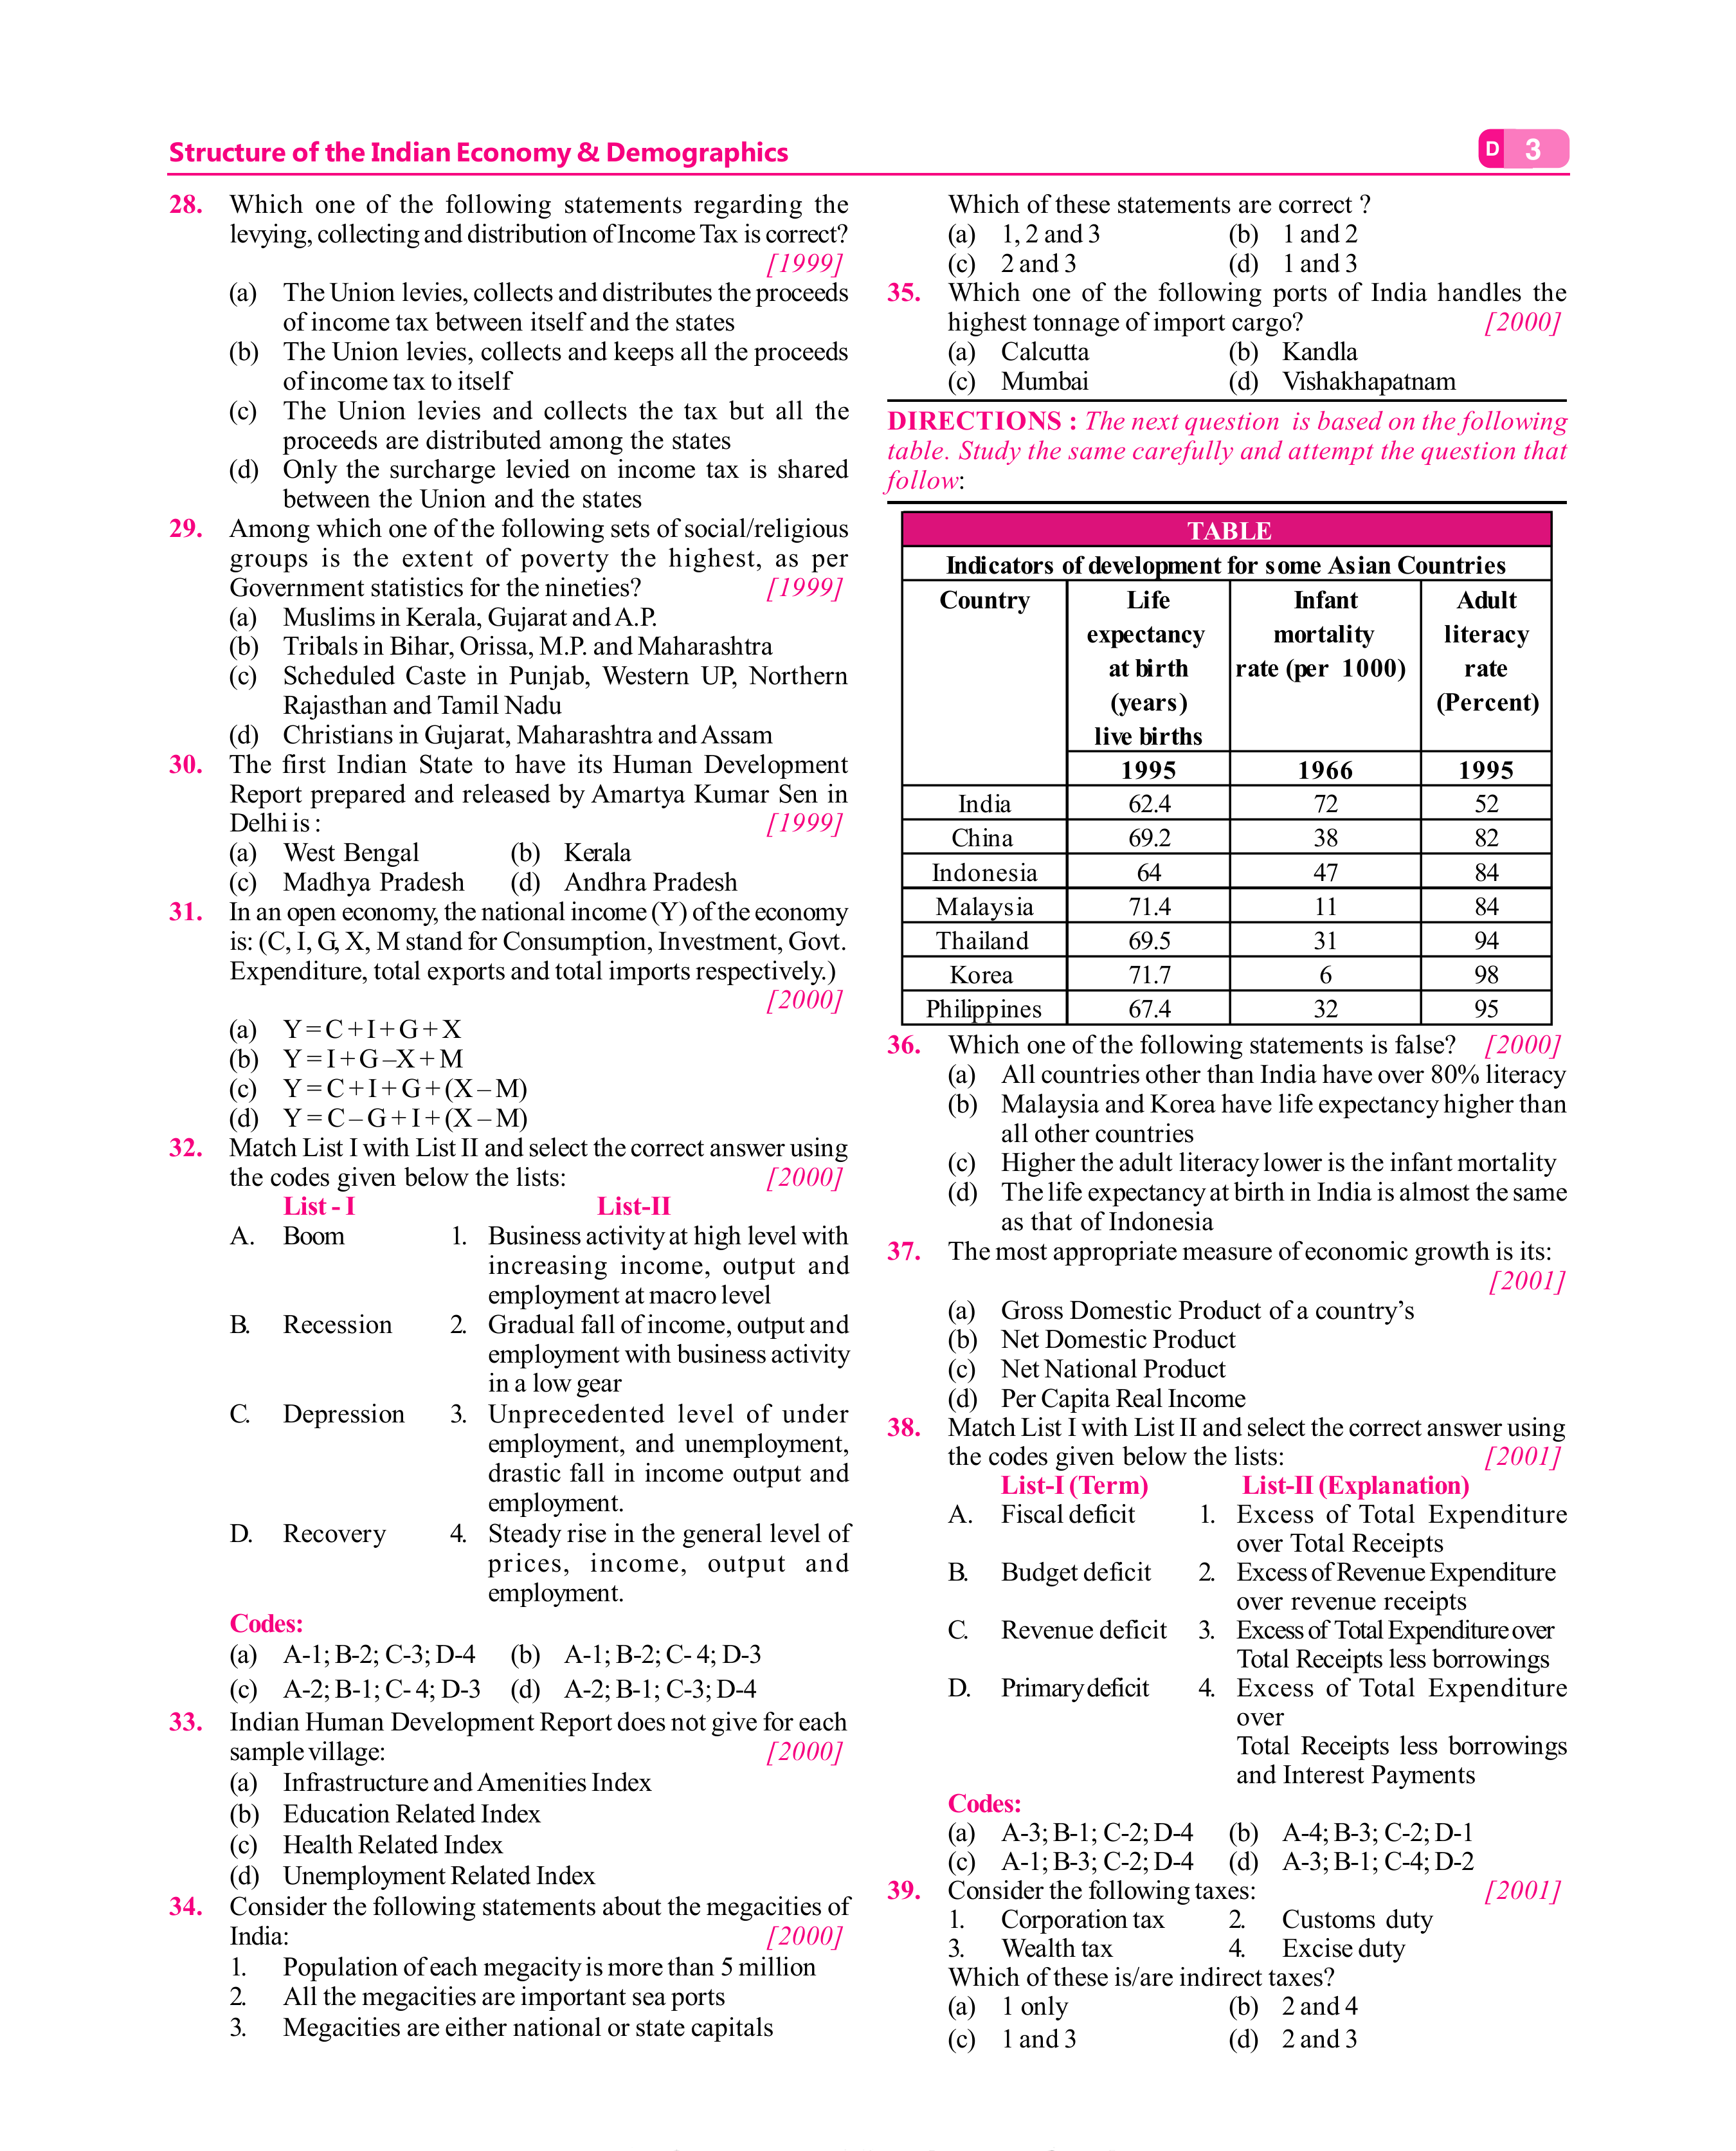 Structure of the Indian Economy & Demographics
D 3
28. Which one of the following statements regarding the
levying, collecting and distribution of Income Tax is correct?
[1999]
(a) The Union levies, collects and distributes the proceeds
of income tax between itself and the states
(b) The Union levies, collects and keeps all the proceeds
of income tax to itself
(c) The Union levies and collects the tax but all the
proceeds are distributed among the states
(d) Only the surcharge levied on income tax is shared
between the Union and the states
29. Among which one of the following sets of social/religious
groups is the extent of poverty the highest, as per
Government statistics for the nineties? [1999]
(a) Muslims in Kerala, Gujarat and A.P.
(b) Tribals in Bihar, Orissa, M.P. and Maharashtra
(c) Scheduled Caste in Punjab, Western UP, Northern
Rajasthan and Tamil Nadu
(d) Christians in Gujarat, Maharashtra and Assam
30. The first Indian State to have its Human Development
Report prepared and released by Amartya Kumar Sen in
Delhi is : [1999]
(a) West Bengal (b) Kerala
(c) Madhya Pradesh (d) Andhra Pradesh
31. In an open economy, the national income (Y) of the economy
is: (C, I, G, X, M stand for Consumption, Investment, Govt.
Expenditure, total exports and total imports respectively.)
[2000]
(a) Y = C + I + G + X
(b) Y = I + G – X + M
(c) Y = C + I + G + (X – M)
(d) Y = C – G + I + (X – M)
32. Match List I with List II and select the correct answer using
the codes given below the lists: [2000]
List - I List-II
A. Boom 1. Business activity at high level with
increasing income, output and
employment at macro level
B. Recession 2. Gradual fall of income, output and
employment with business activity
in a low gear
C. Depression 3. Unprecedented level of under
employment, and unemployment,
drastic fall in income output and
employment.
D. Recovery 4. Steady rise in the general level of
prices, income, output and
employment.
Codes:
(a) A-1; B-2; C-3; D-4 (b) A-1; B-2; C- 4; D-3
(c) A-2; B-1; C- 4; D-3 (d) A-2; B-1; C-3; D-4
33. Indian Human Development Report does not give for each
sample village: [2000]
(a) Infrastructure and Amenities Index
(b) Education Related Index
(c) Health Related Index
(d) Unemployment Related Index
34. Consider the following statements about the megacities of
India: [2000]
1. Population of each megacity is more than 5 million
2. All the megacities are important sea ports
3. Megacities are either national or state capitals
Which of these statements are correct ?
(a) 1, 2 and 3 (b) 1 and 2
(c) 2 and 3 (d) 1 and 3
35. Which one of the following ports of India handles the
highest tonnage of import cargo? [2000]
(a) Calcutta (b) Kandla
(c) Mumbai (d) Vishakhapatnam
DIRECTIONS : The next question is based on the following
table. Study the same carefully and attempt the question that
follow:
TABLE
Indicators of development for some Asian Countries
Country Life Infant Adult
expectancy mortality literacy
at birth rate (per 1000) rate
(years) (Percent)
live births
1995 1966 1995
India 62.4 72 52
China 69.2 38 82
Indonesia 64 47 84
Malaysia 71.4 11 84
Thailand 69.5 31 94
Korea 71.7 6 98
Philippines 67.4 32 95
36. Which one of the following statements is false? [2000]
(a) All countries other than India have over 80% literacy
(b) Malaysia and Korea have life expectancy higher than
all other countries
(c) Higher the adult literacy lower is the infant mortality
(d) The life expectancy at birth in India is almost the same
as that of Indonesia
37. The most appropriate measure of economic growth is its:
[2001]
(a) Gross Domestic Product of a country’s
(b) Net Domestic Product
(c) Net National Product
(d) Per Capita Real Income
38. Match List I with List II and select the correct answer using
the codes given below the lists: [2001]
List-I (Term) List-II (Explanation)
A. Fiscal deficit 1. Excess of Total Expenditure
over Total Receipts
B. Budget deficit 2. Excess of Revenue Expenditure
over revenue receipts
C. Revenue deficit 3. Excess of Total Expenditure over
Total Receipts less borrowings
D. Primary deficit 4. Excess of Total Expenditure
over
Total Receipts less borrowings
and Interest Payments
Codes:
(a) A-3; B-1; C-2; D-4 (b) A-4; B-3; C-2; D-1
(c) A-1; B-3; C-2; D-4 (d) A-3; B-1; C-4; D-2
39. Consider the following taxes: [2001]
1. Corporation tax 2. Customs duty
3. Wealth tax 4. Excise duty
Which of these is/are indirect taxes?
(a) 1 only (b) 2 and 4
(c) 1 and 3 (d) 2 and 3